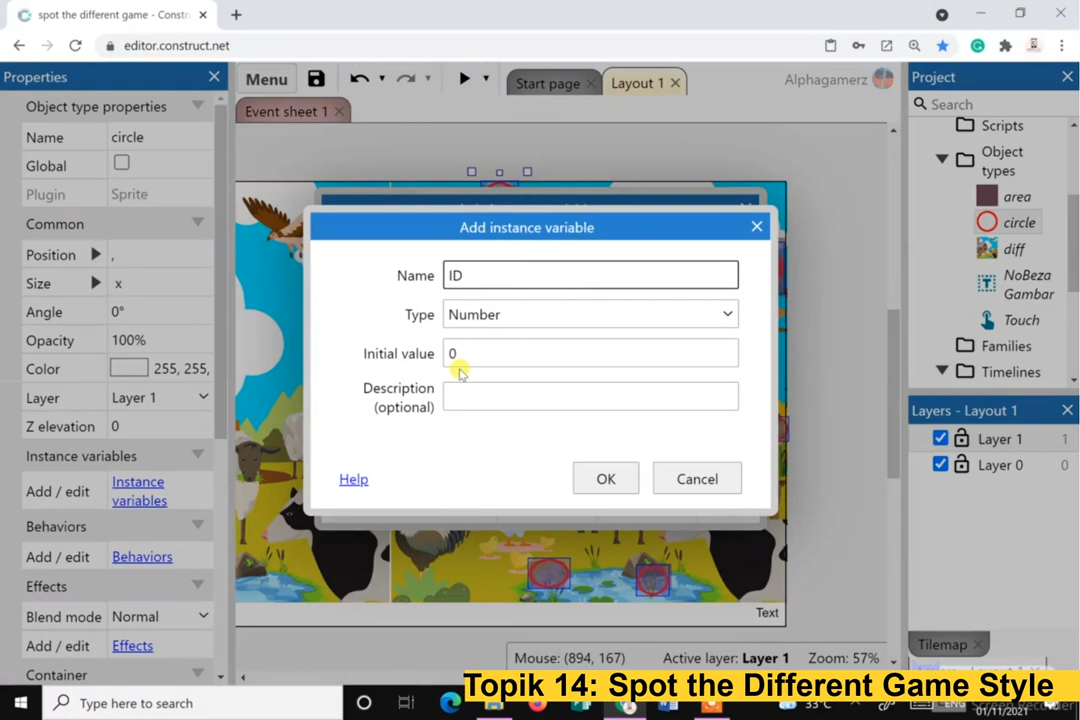 spot the different game - Constr
editor.construct.net
Properties
Menu
Start page
Layout 1
Alphagamerz
Project
Event sheet 1
Search
Object type properties
Name circle
Global
Plugin Sprite
Common
Position ,
Size x
Angle 0°
Opacity 100%
Color 255, 255,
Layer Layer 1
Z elevation 0
Instance variables
Add / edit Instance variables
Behaviors
Add / edit Behaviors
Effects
Blend mode Normal
Add / edit Effects
Container
Add instance variable
Name ID
Type Number
Initial value 0
Description
(optional)
Help
OK
Cancel
Text
Mouse: (894, 167) Active layer: Layer 1 Zoom: 57%
Scripts
Object
types
area
circle
diff
NoBeza
Gambar
Touch
Families
Timelines
Layers - Layout 1
Layer 1 1
Layer 0 0
Tilemap
Topik 14: Spot the Different Game Style
Type here to search
33°C
ENG
01/11/2021